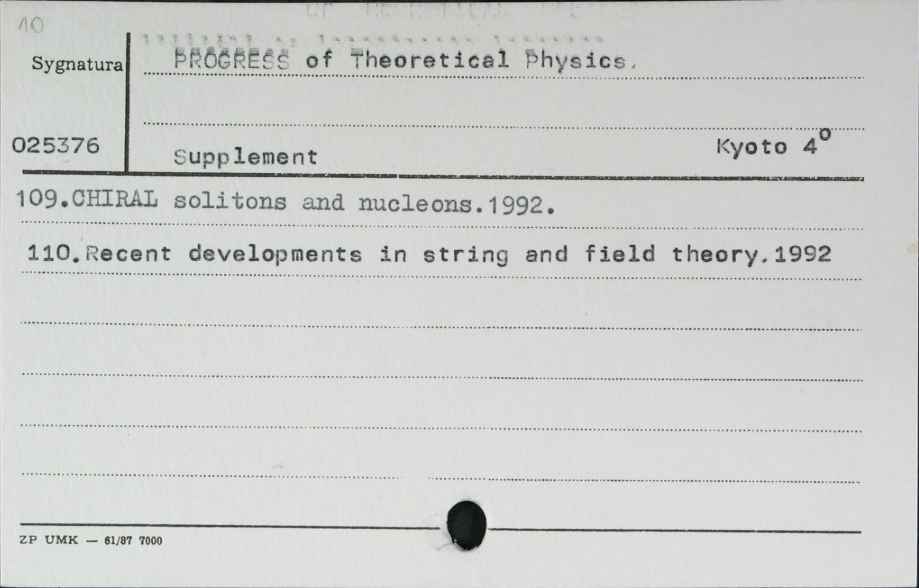 10
Sygnatura
PROGRESS of Theoretical Physics.
025376
Supplement
Kyoto 4°
109.CHIRAL solitons and nucleons.1992.
110.Recent developments in string and field theory.1992
ZP UMK — 61/87 7000